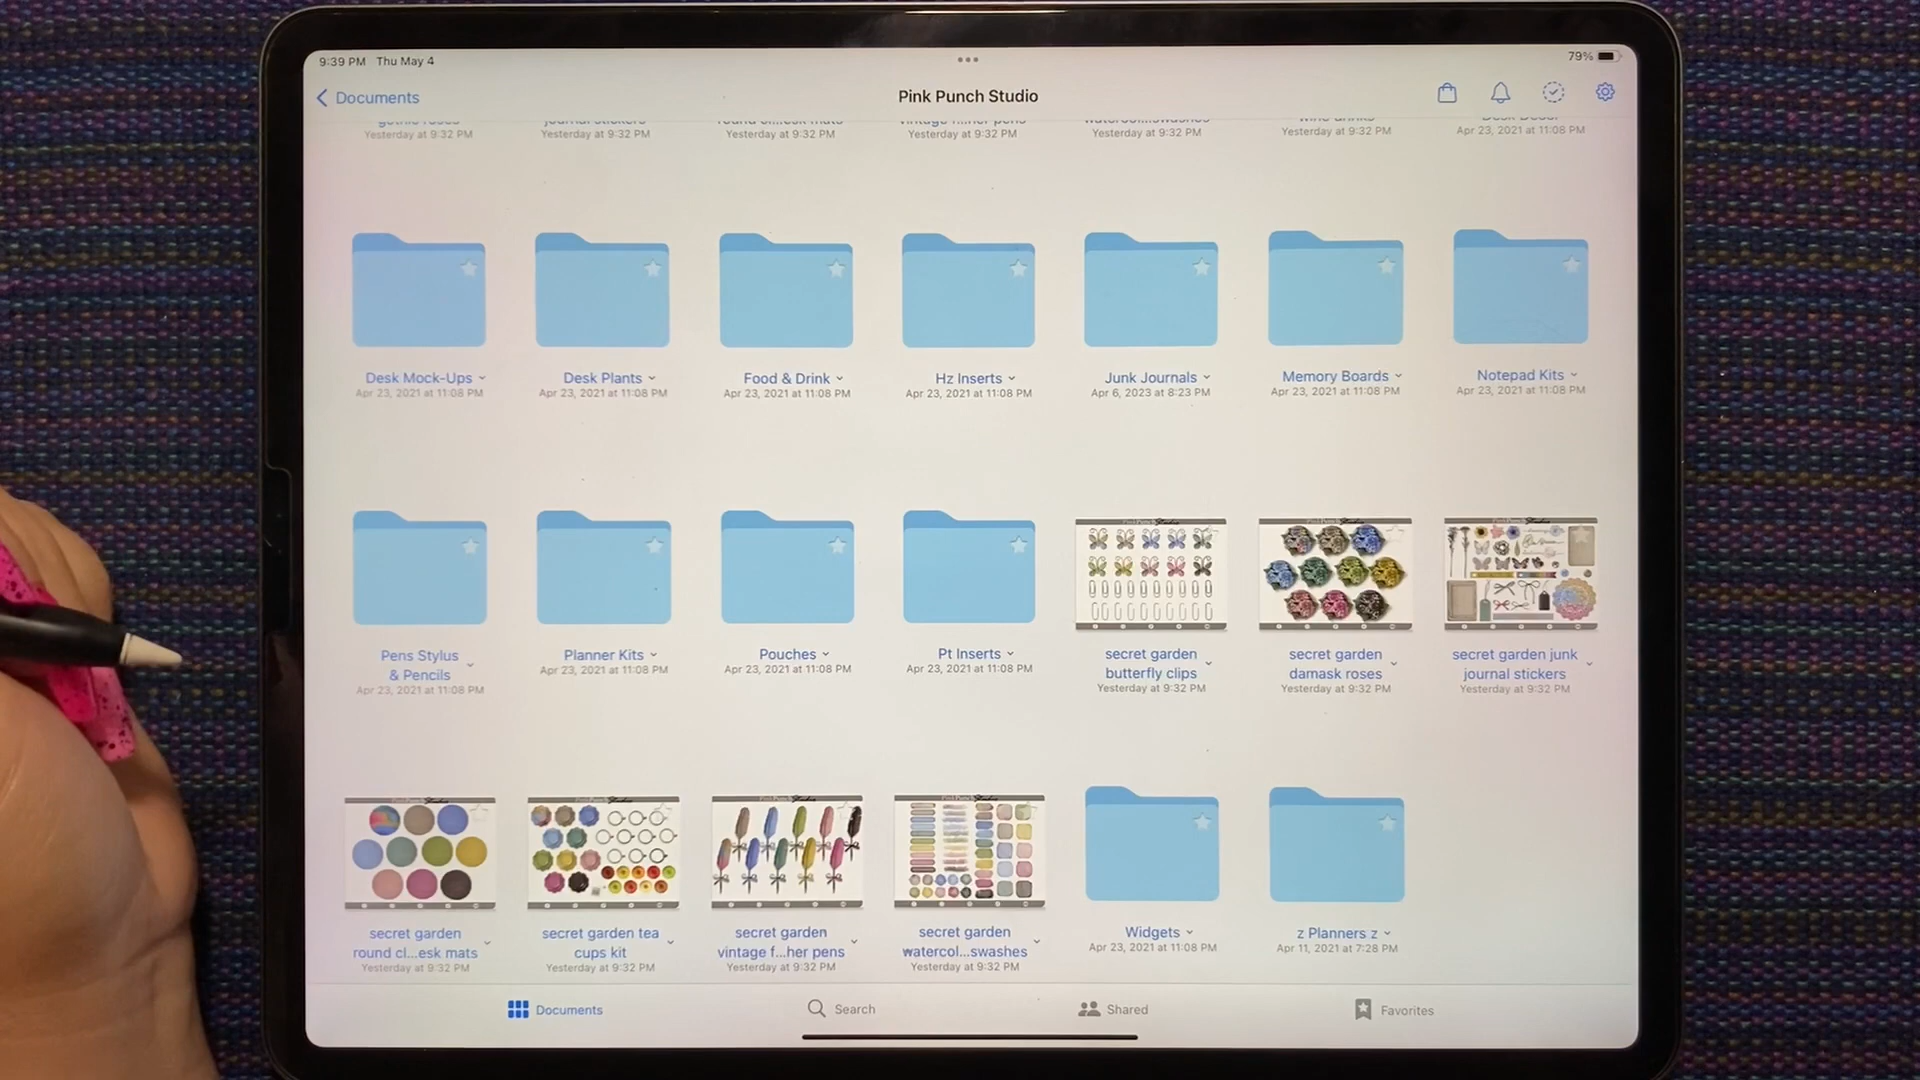 9:39 PM Thu May 4
79%
Documents
Pink Punch Studio
Yesterday at 9:32 PM
Yesterday at 9:32 PM
Yesterday at 9:32 PM
Yesterday at 9:32 PM
Yesterday at 9:32 PM
Yesterday at 9:32 PM
Apr 23, 2021 at 11:08 PM
Desk Mock-Ups
Apr 23, 2021 at 11:08 PM
Desk Plants
Apr 23, 2021 at 11:08 PM
Food & Drink
Apr 23, 2021 at 11:08 PM
Hz Inserts
Apr 23, 2021 at 11:08 PM
Junk Journals
Apr 6, 2023 at 8:23 PM
Memory Boards
Apr 23, 2021 at 11:08 PM
Notepad Kits
Apr 23, 2021 at 11:08 PM
Pens Stylus
& Pencils
Apr 23, 2021 at 11:08 PM
Planner Kits
Apr 23, 2021 at 11:08 PM
Pouches
Apr 23, 2021 at 11:08 PM
Pt Inserts
Apr 23, 2021 at 11:08 PM
secret garden
butterfly clips
Yesterday at 9:32 PM
secret garden
damask roses
Yesterday at 9:32 PM
secret garden junk
journal stickers
Yesterday at 9:32 PM
secret garden
round cl...esk mats
Yesterday at 9:32 PM
secret garden tea
cups kit
Yesterday at 9:32 PM
secret garden
vintage f...her pens
Yesterday at 9:32 PM
secret garden
watercol...swashes
Yesterday at 9:32 PM
Widgets
Apr 23, 2021 at 11:08 PM
z Planners z
Apr 11, 2021 at 7:28 PM
Documents
Search
Shared
Favorites